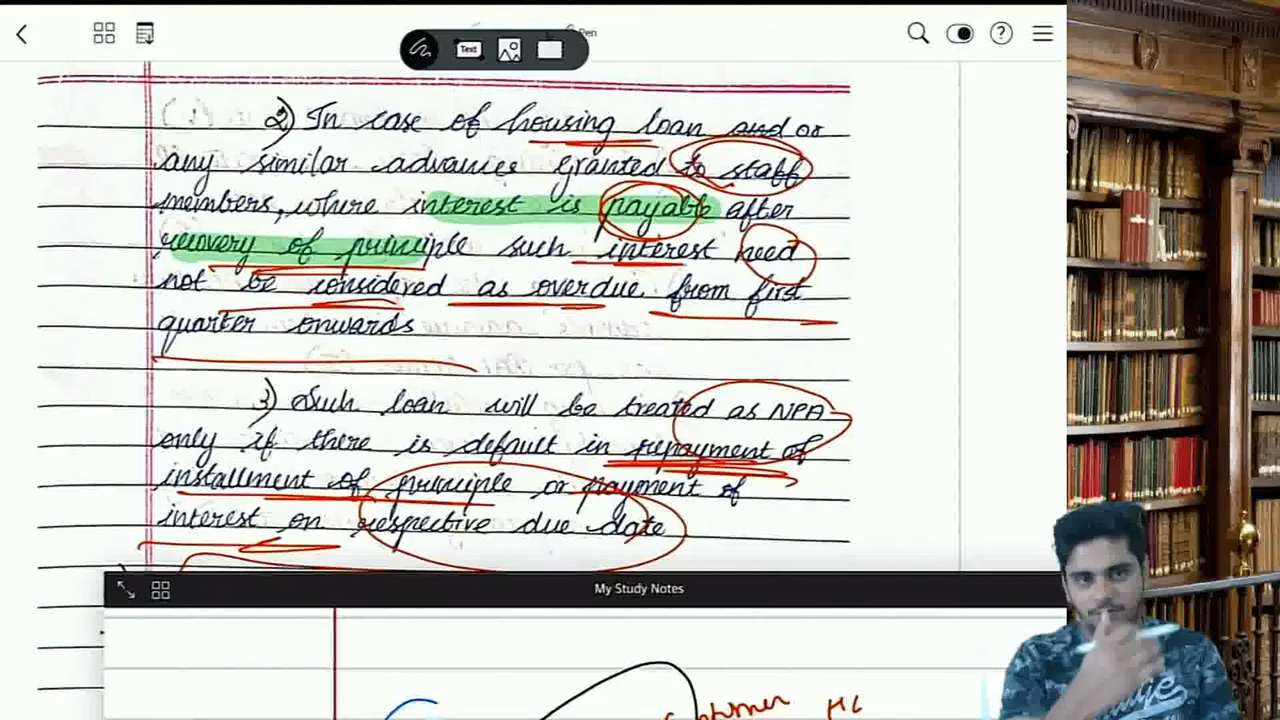 Pen
Text
2) In case of housing loan and/or
any similar advances granted to staff
members, where interest is payable after
recovery of principle such interest need
not be considered as overdue from first
quarter onwards
3) Such loan will be treated as NPA
only if there is default in repayment of
installment of principle or payment of
interest on respective due date
My Study Notes